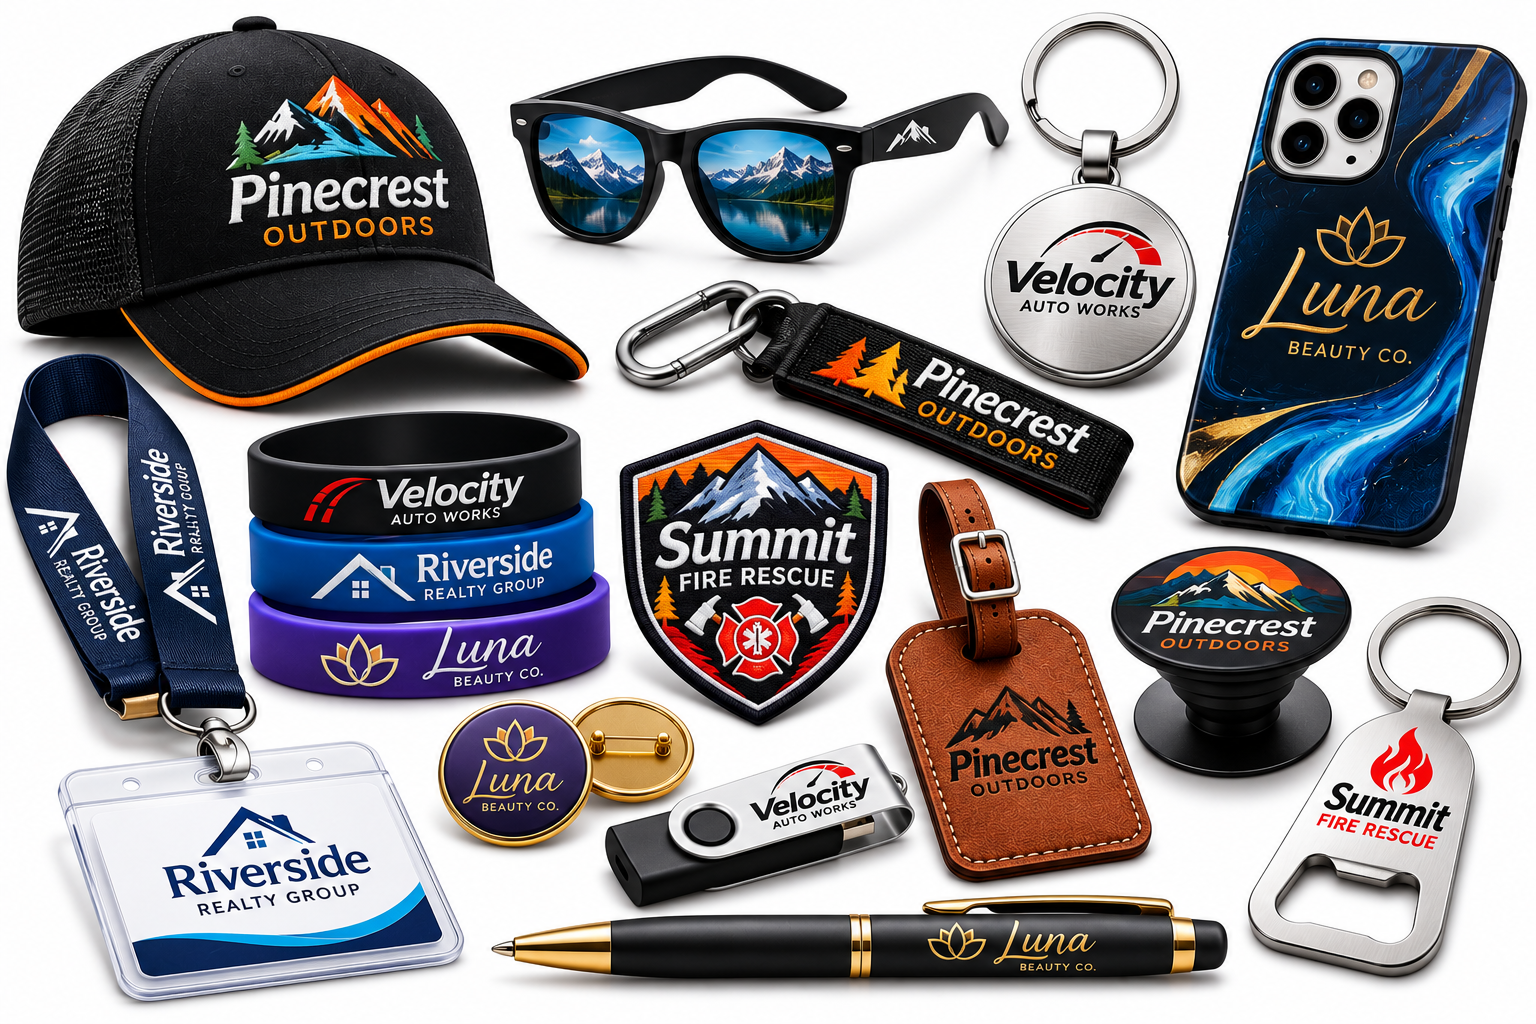 Pinecrest
OUTDOORS
Velocity
AUTO WORKS
Luna
BEAUTY CO.
Pinecrest
OUTDOORS
Riverside
REALTY GROUP
Riverside
REALTY GROUP
Velocity
AUTO WORKS
Riverside
REALTY GROUP
Luna
BEAUTY CO.
Summit
FIRE RESCUE
Pinecrest
OUTDOORS
Pinecrest
OUTDOORS
Luna
BEAUTY CO.
Velocity
AUTO WORKS
Summit
FIRE RESCUE
Riverside
REALTY GROUP
Luna
BEAUTY CO.